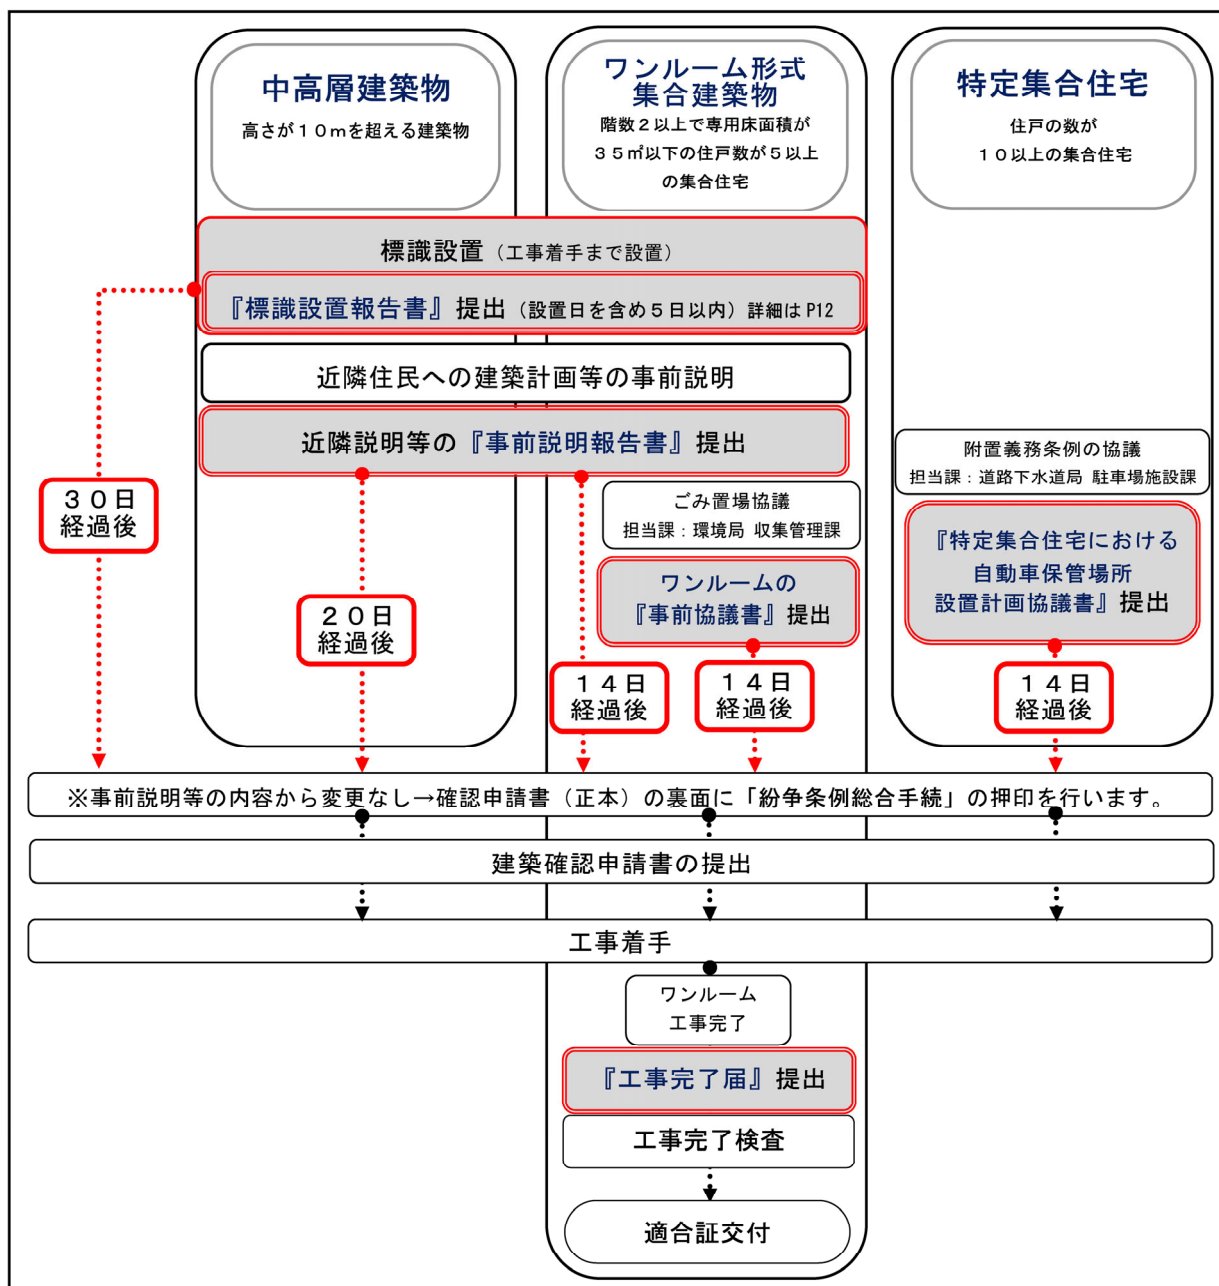 中高層建築物
高さが１０ｍを超える建築物
ワンルーム形式
集合建築物
階数２以上で専用床面積が
３５㎡以下の住戸数が５以上
の集合住宅
特定集合住宅
住戸の数が
１０以上の集合住宅
標識設置（工事着手まで設置）
『標識設置報告書』提出（設置日を含め５日以内）詳細は P12
近隣住民への建築計画等の事前説明
近隣説明等の『事前説明報告書』提出
附置義務条例の協議
担当課：道路下水道局 駐車場施設課
３０日
経過後
ごみ置場協議
担当課：環境局 収集管理課
『特定集合住宅における
自動車保管場所
設置計画協議書』提出
ワンルームの
『事前協議書』提出
２０日
経過後
１４日
経過後
１４日
経過後
１４日
経過後
※事前説明等の内容から変更なし→確認申請書（正本）の裏面に「紛争条例総合手続」の押印を行います。
建築確認申請書の提出
工事着手
ワンルーム
工事完了
『工事完了届』提出
工事完了検査
適合証交付